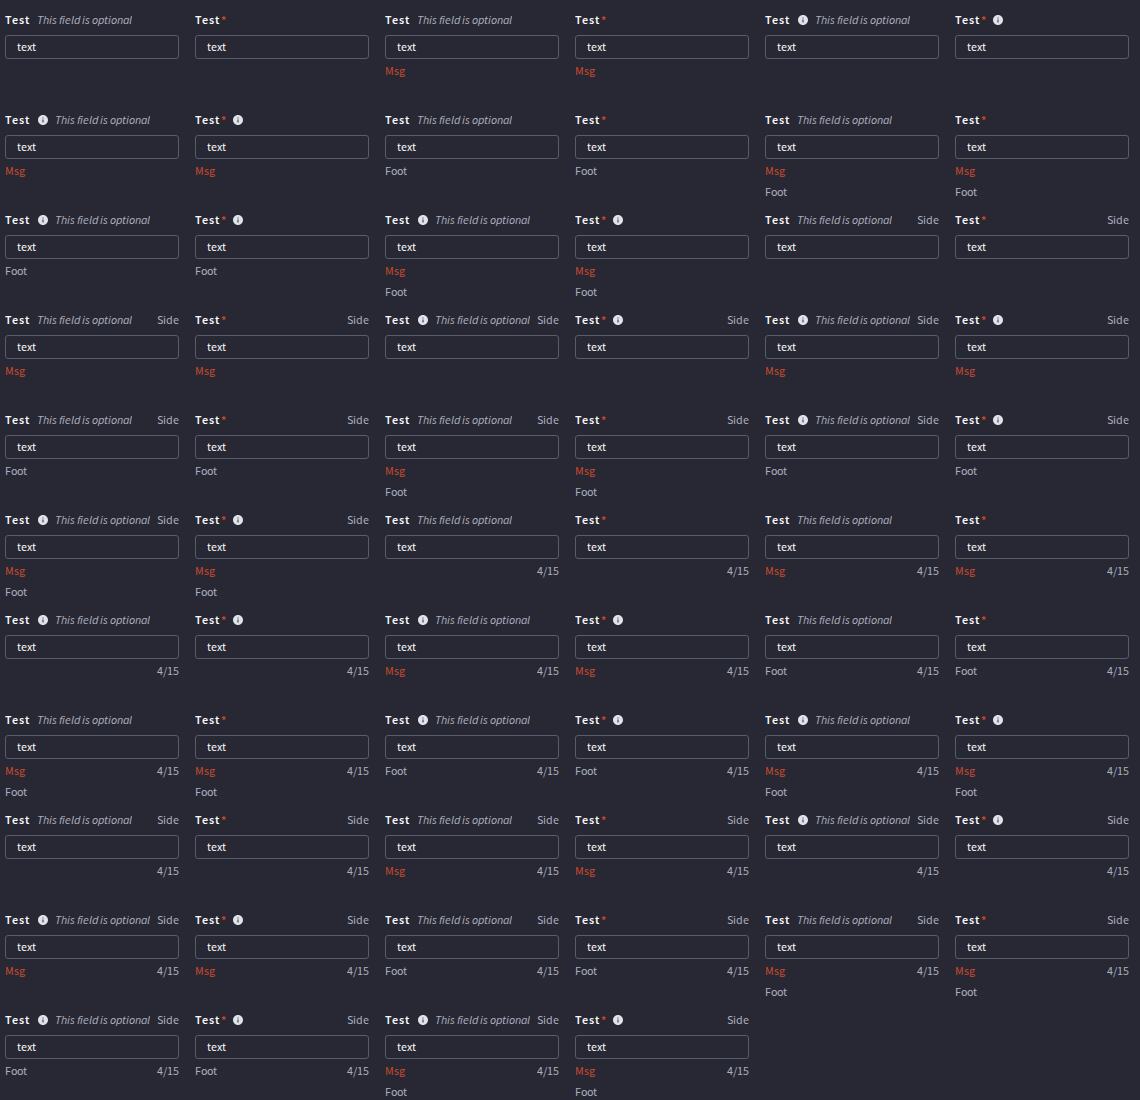 Test This field is optional Test* Test This field is optional Test* Test i This field is optional Test* i
text text text text text text
Msg Msg
Test i This field is optional Test* i Test This field is optional Test* Test This field is optional Test*
text text text text text text
Msg Msg Foot Foot Msg Msg
Foot Foot
Test i This field is optional Test* i Test i This field is optional Test* i Test This field is optional Side Test* Side
text text text text text text
Foot Foot Msg Msg
Foot Foot
Test This field is optional Side Test* Side Test i This field is optional Side Test* i Side Test i This field is optional Side Test* i Side
text text text text text text
Msg Msg Msg Msg
Test This field is optional Side Test* Side Test This field is optional Side Test* Side Test i This field is optional Side Test* i Side
text text text text text text
Foot Foot Msg Msg Foot Foot
Foot Foot
Test i This field is optional Side Test* i Side Test This field is optional Test* Test This field is optional Test*
text text text text text text
Msg Msg 4/15 4/15 Msg 4/15 Msg 4/15
Foot Foot
Test i This field is optional Test* i Test i This field is optional Test* i Test This field is optional Test*
text text text text text text
4/15 4/15 Msg 4/15 Msg 4/15 Foot 4/15 Foot 4/15
Test This field is optional Test* Test i This field is optional Test* i Test i This field is optional Test* i
text text text text text text
Msg 4/15 Msg 4/15 Foot 4/15 Foot 4/15 Msg 4/15 Msg 4/15
Foot Foot Foot Foot
Test This field is optional Side Test* Side Test This field is optional Side Test* Side Test i This field is optional Side Test* i Side
text text text text text text
4/15 4/15 Msg 4/15 Msg 4/15 4/15 4/15
Test i This field is optional Side Test* i Side Test This field is optional Side Test* Side Test This field is optional Side Test* Side
text text text text text text
Msg 4/15 Msg 4/15 Foot 4/15 Foot 4/15 Msg 4/15 Msg 4/15
Foot Foot
Test i This field is optional Side Test* i Side Test i This field is optional Side Test* i Side
text text text text
Foot 4/15 Foot 4/15 Msg 4/15 Msg 4/15
Foot Foot